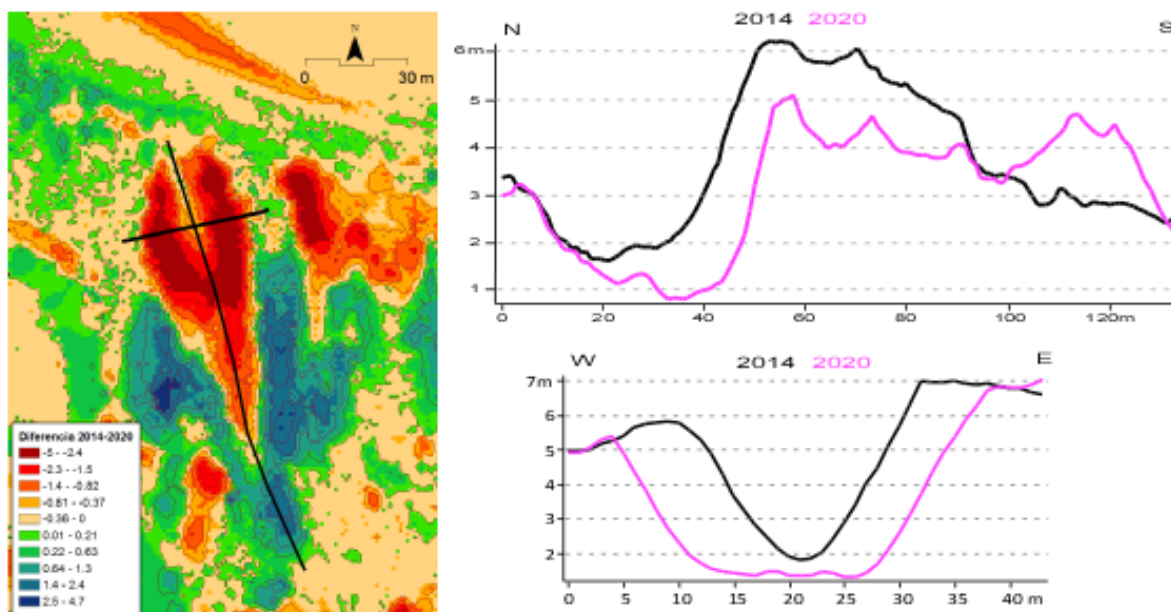 N
0 30 m
Diferencia 2014-2020
-5 - -2.4
-2.3 - -1.5
-1.4 - -0.82
-0.81 - -0.37
-0.36 - 0
0.01 - 0.21
0.22 - 0.63
0.64 - 1.3
1.4 - 2.4
2.5 - 4.7
N 2014 2020 S
6m
5
4
3
2
1
0 20 40 60 80 100 120m
W 2014 2020 E
7m
6
5
4
3
2
0 5 10 15 20 25 30 35 40 m